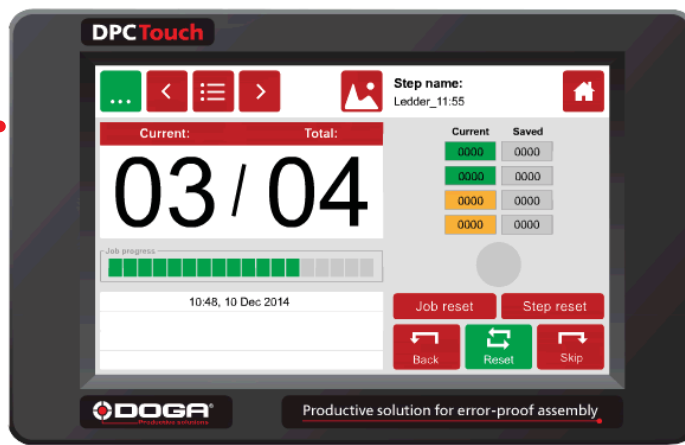 DPCTouch
...
Step name:
Ledder_11:55
Current: Total:
03 / 04
Current Saved
0000 0000
0000 0000
0000 0000
0000 0000
Job progress
10:48, 10 Dec 2014
Job reset Step reset
Back Reset Skip
DOGA®
Productive solutions
Productive solution for error-proof assembly